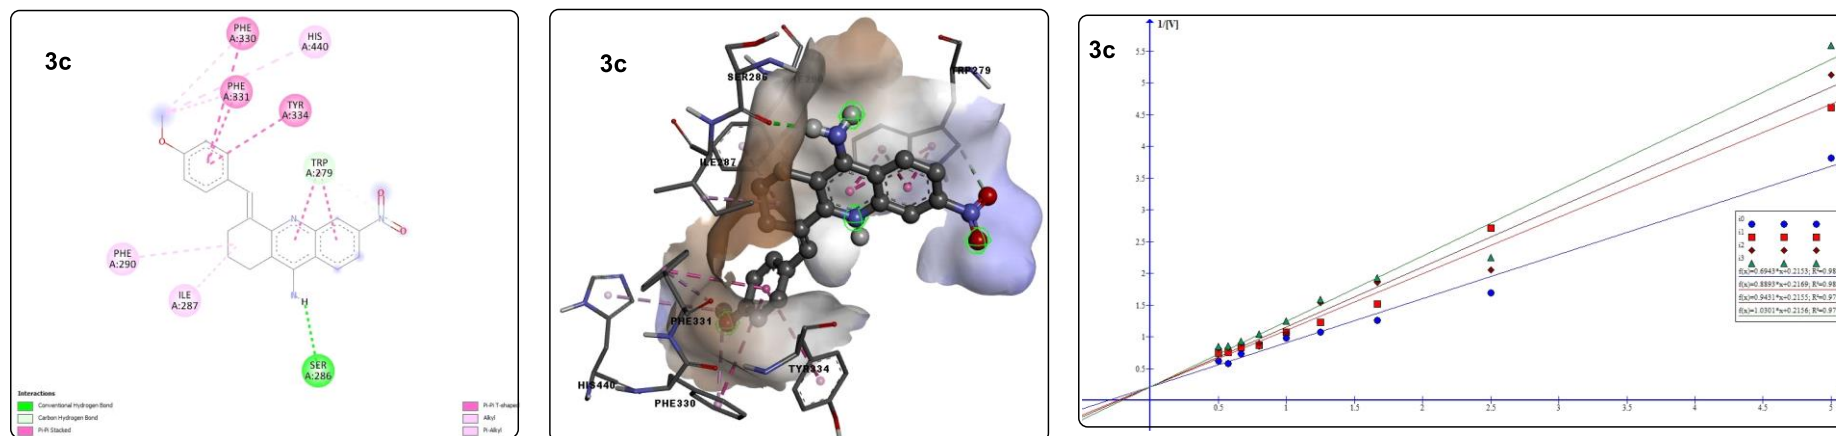 3c
PHE
A:330
HIS
A:440
PHE
A:331
TYR
A:334
O
TRP
A:279
N
O
N
O
PHE
A:290
ILE
A:287
N
H
SER
A:286
Interactions
Conventional Hydrogen Bond
Carbon Hydrogen Bond
Pi-Pi Stacked
Pi-Pi T-shaped
Alkyl
Pi-Alkyl
3c
SER286
TRP279
ILE287
PHE331
HIS440
PHE330
TYR334
3c
1/[V]
5.5
5
4.5
4
3.5
3
2.5
2
1.5
1
0.5
0.5
1
1.5
2
2.5
3
3.5
4
4.5
5
s0
s1
s2
s3
f(x)=0.6943*x+0.2153; R²=0.98
f(x)=0.8893*x+0.2169; R²=0.98
f(x)=0.9431*x+0.2155; R²=0.97
f(x)=1.0301*x+0.2156; R²=0.97